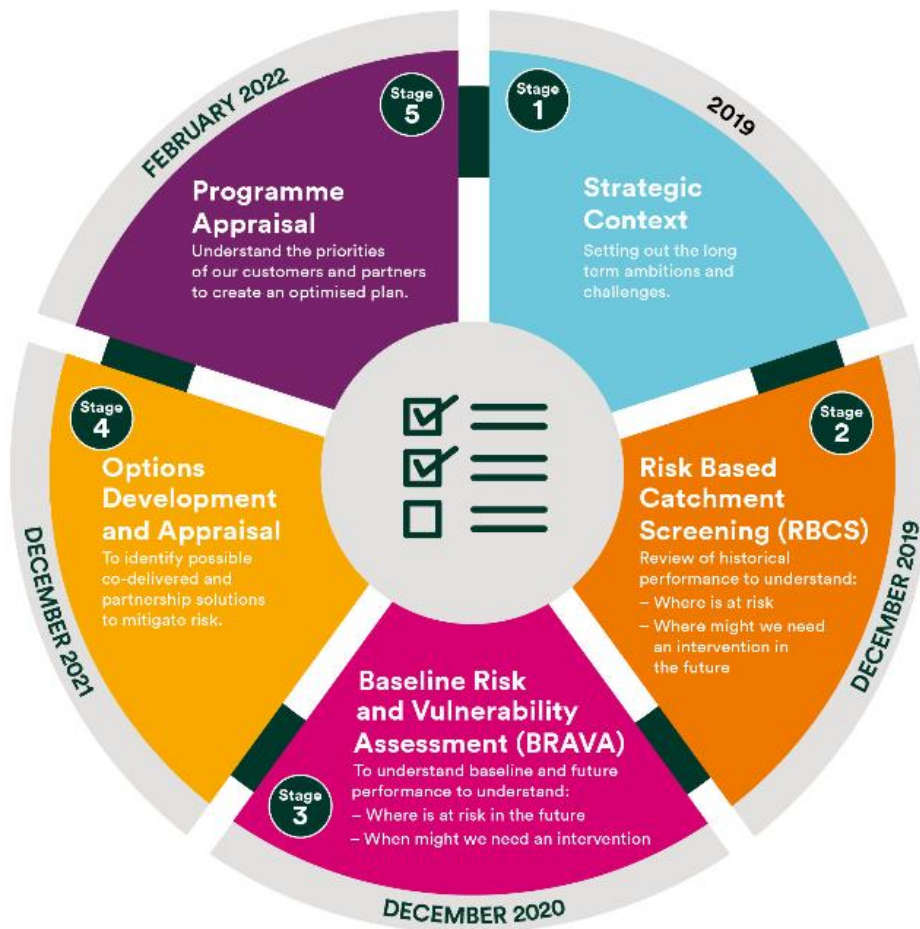 2019
Stage
1
Strategic
Context
Setting out the long
term ambitions and
challenges.
DECEMBER 2019
Stage
2
Risk Based
Catchment
Screening (RBCS)
Review of historical
performance to understand:
– Where is at risk
– Where might we need
an intervention in
the future
DECEMBER 2020
Stage
3
Baseline Risk
and Vulnerability
Assessment (BRAVA)
To understand baseline and future
performance to understand:
– Where is at risk in the future
– When might we need an intervention
DECEMBER 2021
Stage
4
Options
Development
and Appraisal
To identify possible
co-delivered and
partnership solutions
to mitigate risk.
FEBRUARY 2022
Stage
5
Programme
Appraisal
Understand the priorities
of our customers and partners
to create an optimised plan.